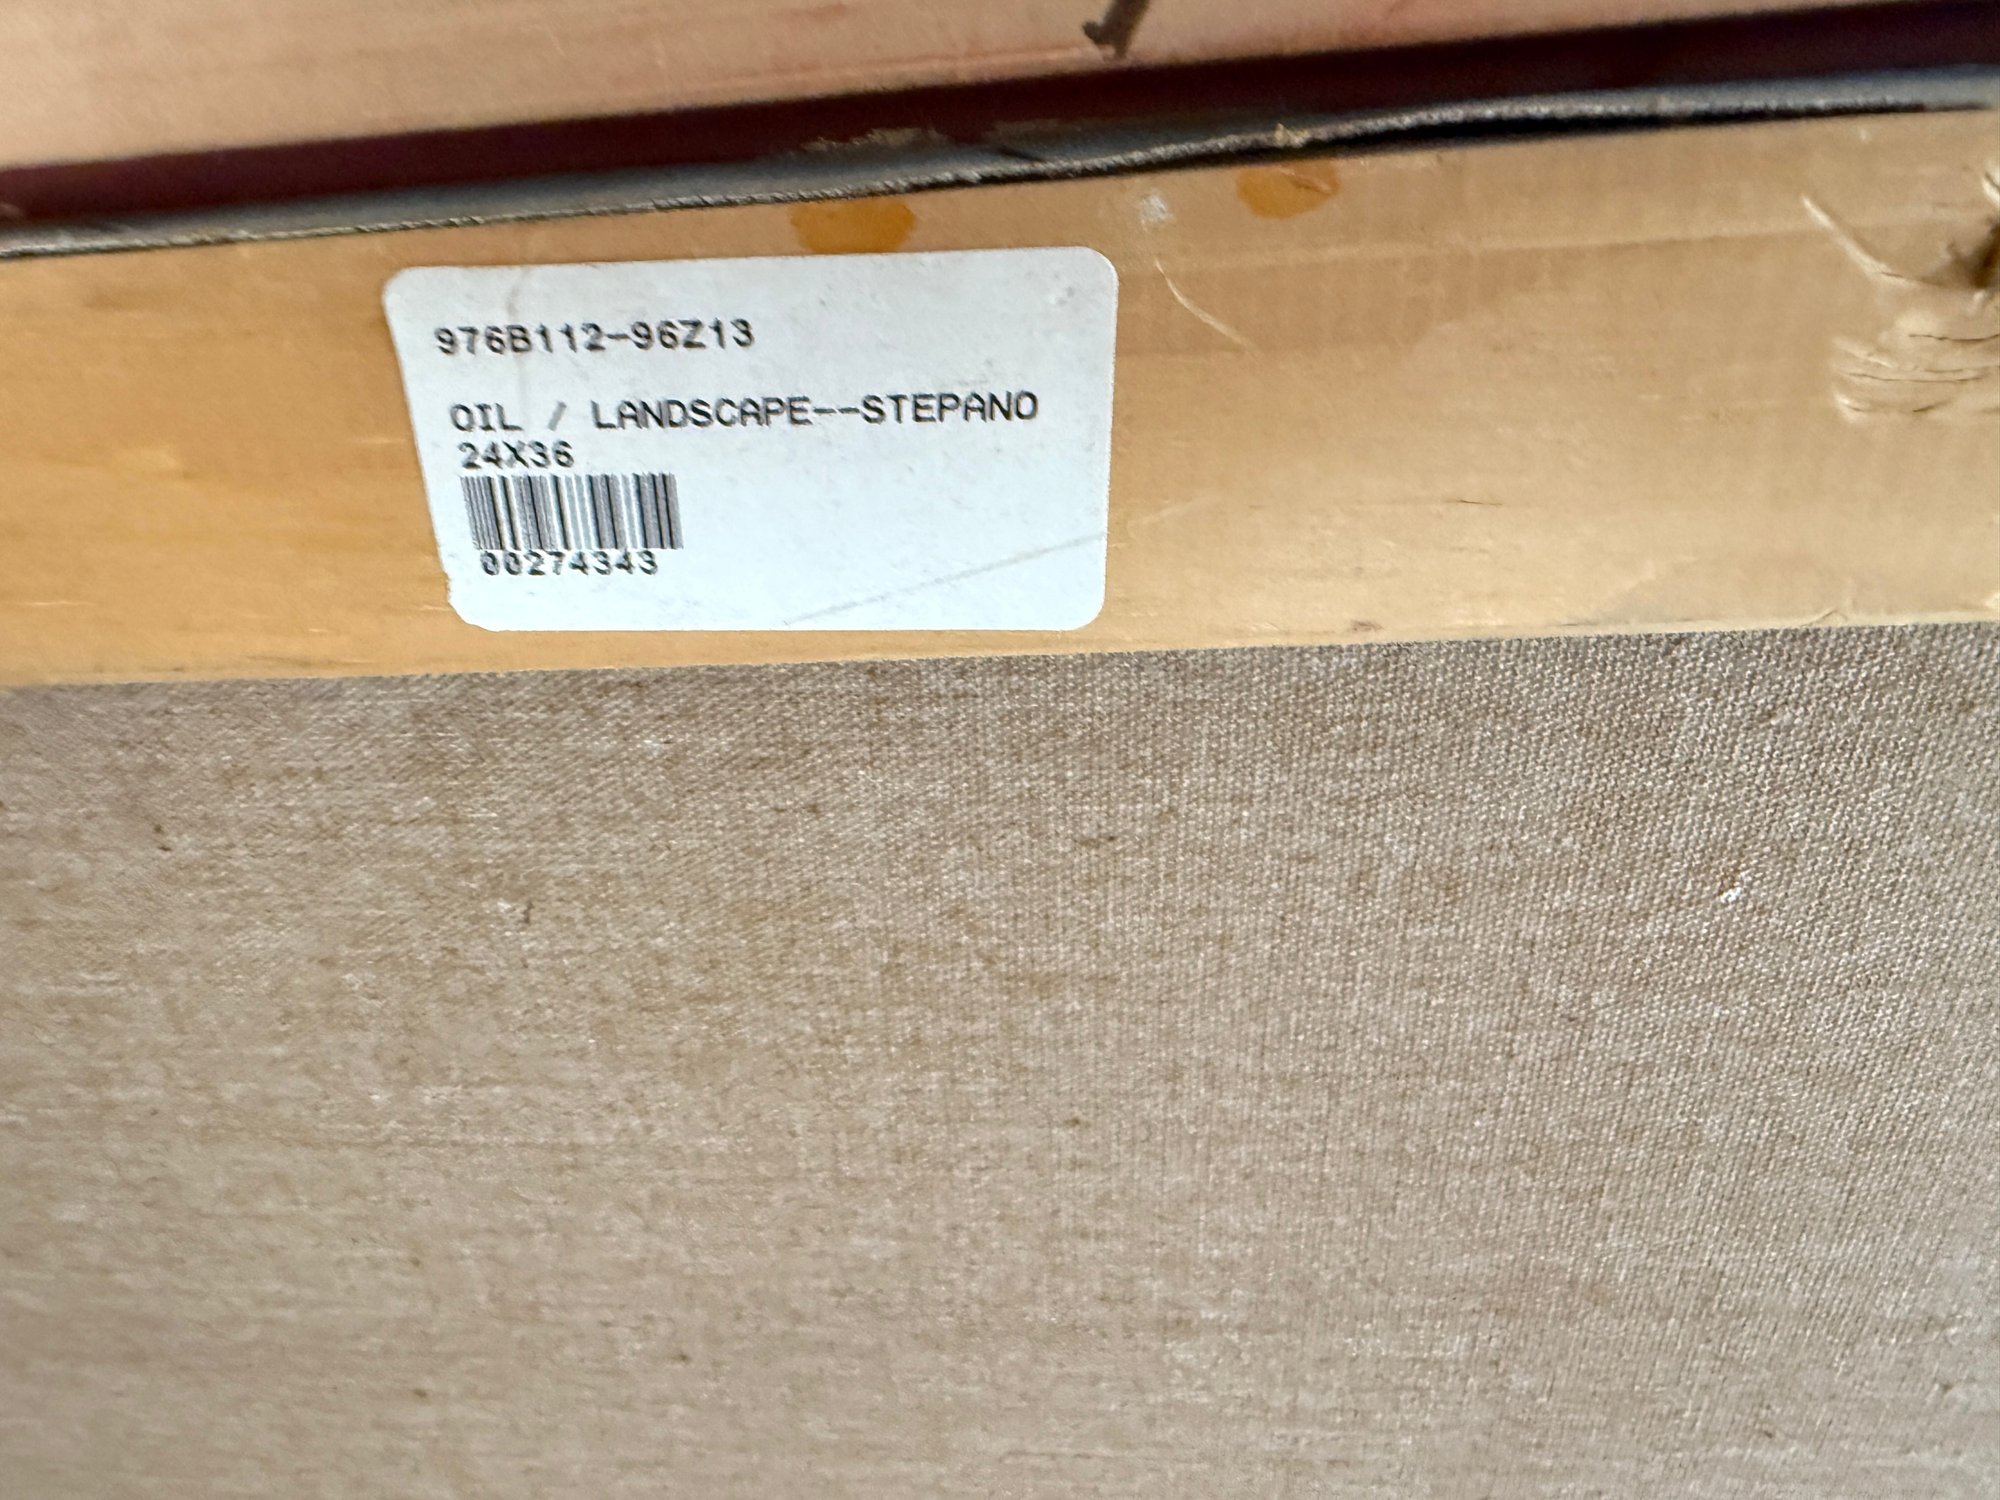 976B112-96Z13
OIL / LANDSCAPE--STEPANO
24X36
00274343